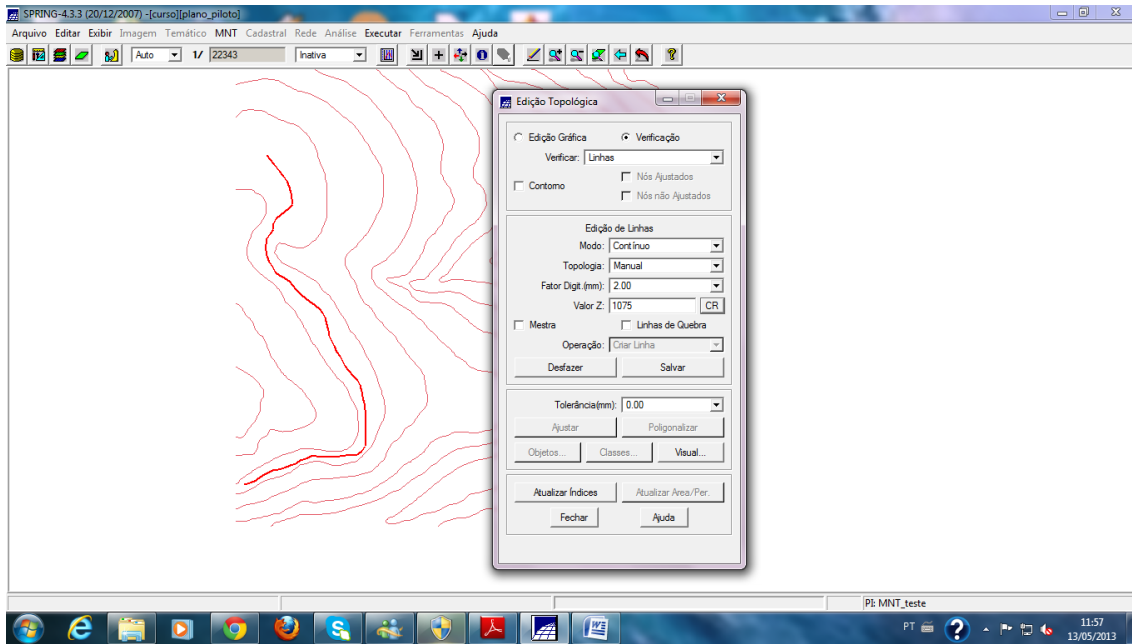 SPRING-4.3.3 (20/12/2007) -[curso][plano_piloto]
Arquivo Editar Exibir Imagem Temático MNT Cadastral Rede Análise Executar Ferramentas Ajuda
Auto 1/ 22343 Inativa
Edição Topológica
Edição Gráfica Verificação
Verificar: Linhas
Contorno
Nós Ajustados
Nós não Ajustados
Edição de Linhas
Modo: Contínuo
Topologia: Manual
Fator Digit.(mm): 2.00
Valor Z: 1075 CR
Mestra Linhas de Quebra
Operação: Criar Linha
Desfazer Salvar
Tolerância(mm): 0.00
Ajustar Poligonalizar
Objetos... Classes... Visual...
Atualizar Índices Atualizar Area/Per.
Fechar Ajuda
PI: MNT_teste
PT 11:57
13/05/2013